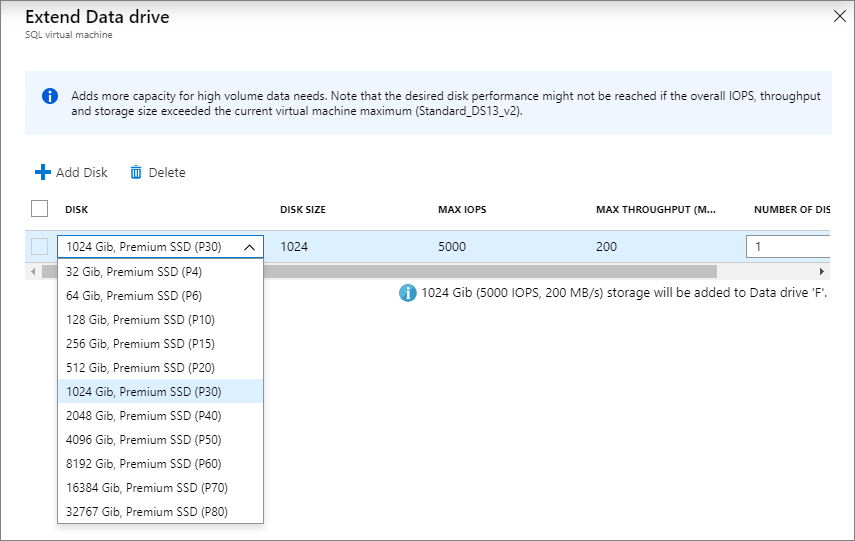 Extend Data drive
SQL virtual machine
Adds more capacity for high volume data needs. Note that the desired disk performance might not be reached if the overall IOPS, throughput
and storage size exceeded the current virtual machine maximum (Standard_DS13_v2).
Add Disk Delete
DISK DISK SIZE MAX IOPS MAX THROUGHPUT (M... NUMBER OF DIS
1024 Gib, Premium SSD (P30) 1024 5000 200 1
1024 Gib (5000 IOPS, 200 MB/s) storage will be added to Data drive 'F'.
32 Gib, Premium SSD (P4)
64 Gib, Premium SSD (P6)
128 Gib, Premium SSD (P10)
256 Gib, Premium SSD (P15)
512 Gib, Premium SSD (P20)
1024 Gib, Premium SSD (P30)
2048 Gib, Premium SSD (P40)
4096 Gib, Premium SSD (P50)
8192 Gib, Premium SSD (P60)
16384 Gib, Premium SSD (P70)
32767 Gib, Premium SSD (P80)